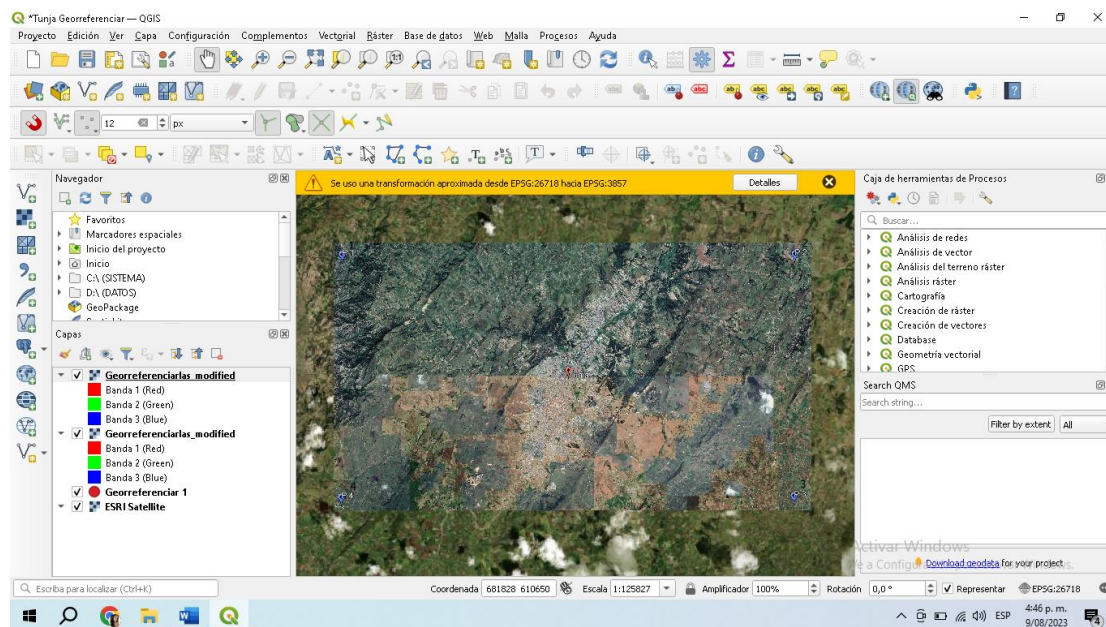 *Tunja Georreferenciar — QGIS
Proyecto Edición Ver Capa Configuración Complementos Vectorial Ráster Base de datos Web Malla Procesos Ayuda
12 px
Navegador
Favoritos
Marcadores espaciales
Inicio del proyecto
Inicio
C:\ (SISTEMA)
D:\ (DATOS)
GeoPackage
Capas
Georreferenciarlas_modified
Banda 1 (Red)
Banda 2 (Green)
Banda 3 (Blue)
Georreferenciarlas_modified
Banda 1 (Red)
Banda 2 (Green)
Banda 3 (Blue)
Georreferenciar 1
ESRI Satellite
Se uso una transformación aproximada desde EPSG:26718 hacia EPSG:3857 Detalles
Caja de herramientas de Procesos
Buscar...
Análisis de redes
Análisis de vector
Análisis del terreno ráster
Análisis ráster
Cartografía
Creación de ráster
Creación de vectores
Database
Geometría vectorial
GPS
Search QMS
Search string...
Filter by extent All
Activar Windows
Download geodata for your project
Escriba para localizar (Ctrl+K)
Coordenada 681828 610650 Escala 1:125827 Amplificador 100% Rotación 0,0 ° Representar EPSG:26718
ESP
4:46 p. m.
9/08/2023